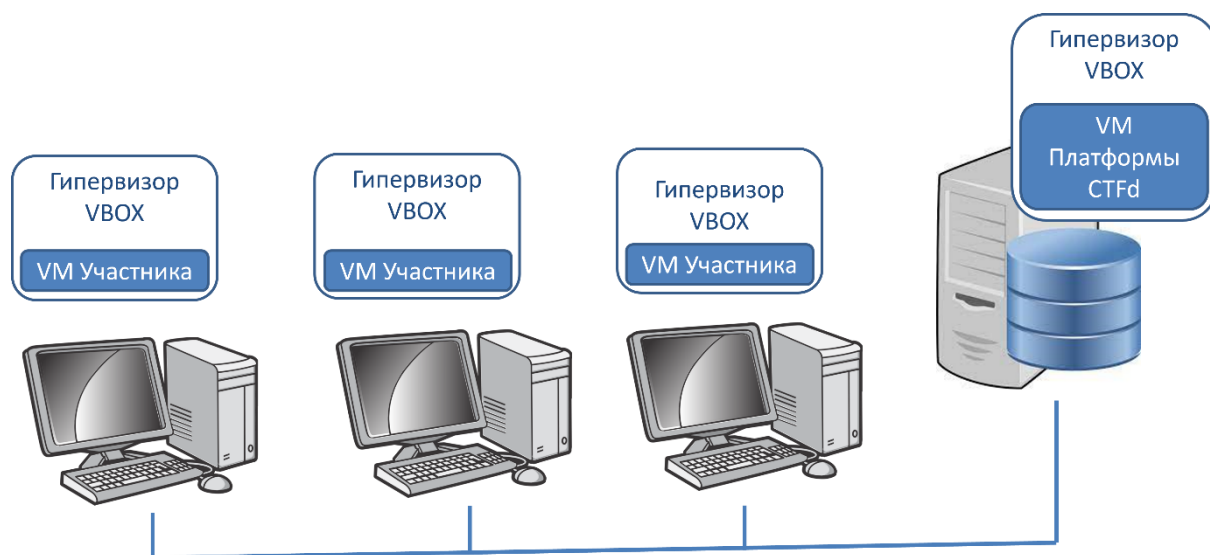 Гипервизор
VBOX
VM Участника
Гипервизор
VBOX
VM Участника
Гипервизор
VBOX
VM Участника
Гипервизор
VBOX
VM
Платформы
CTFd